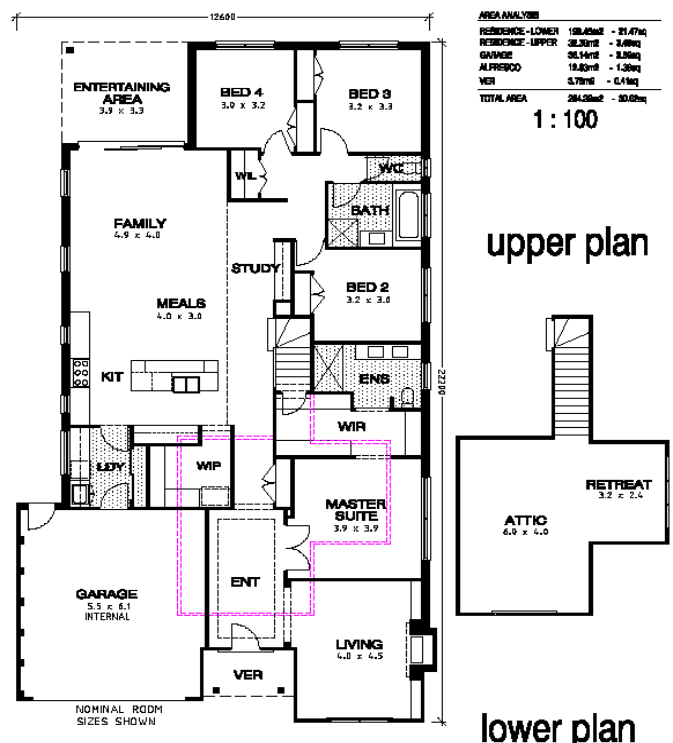 12600
AREA ANALYSIS
RESIDENCE - LOWER - 21.47sq
RESIDENCE - UPPER
GARAGE
ALFRESCO
VER
TOTAL AREA
1 : 100
ENTERTAINING
AREA
3.9 x 3.3
BED 4
3.0 x 3.2
BED 3
3.2 x 3.3
WIL
WC
BATH
FAMILY
4.9 x 4.0
upper plan
STUDY
BED 2
3.2 x 3.0
MEALS
4.0 x 3.0
KIT
ENS
22200
WIR
LDY
WIP
MASTER
SUITE
3.9 x 3.9
RETREAT
3.2 x 2.4
ATTIC
6.0 x 4.0
ENT
GARAGE
5.5 x 6.1
INTERNAL
LIVING
4.0 x 4.5
VER
NOMINAL ROOM
SIZES SHOWN
lower plan